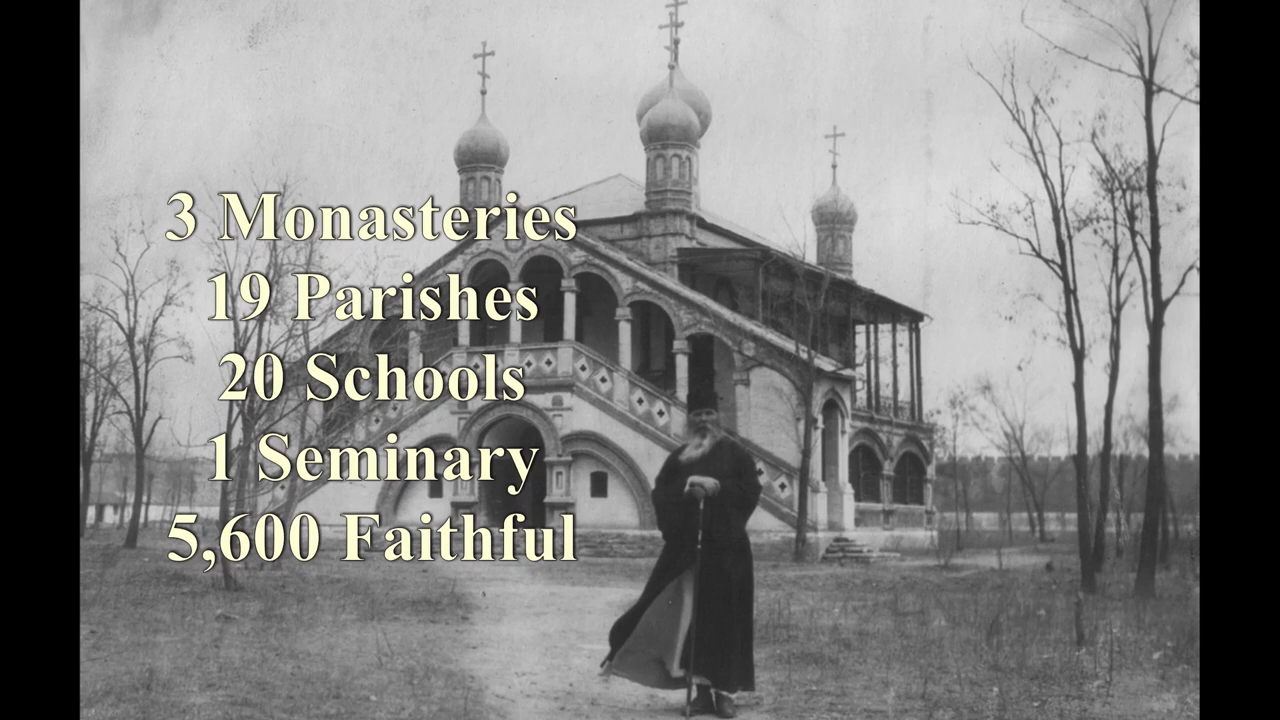 3 Monasteries
19 Parishes
20 Schools
1 Seminary
5,600 Faithful